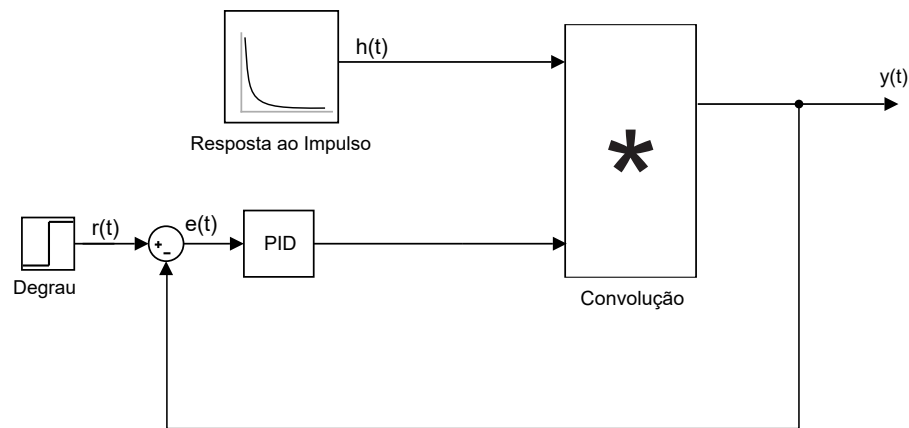 h(t)
y(t)
Resposta ao Impulso
*
r(t)
e(t)
+
-
PID
Degrau
Convolução